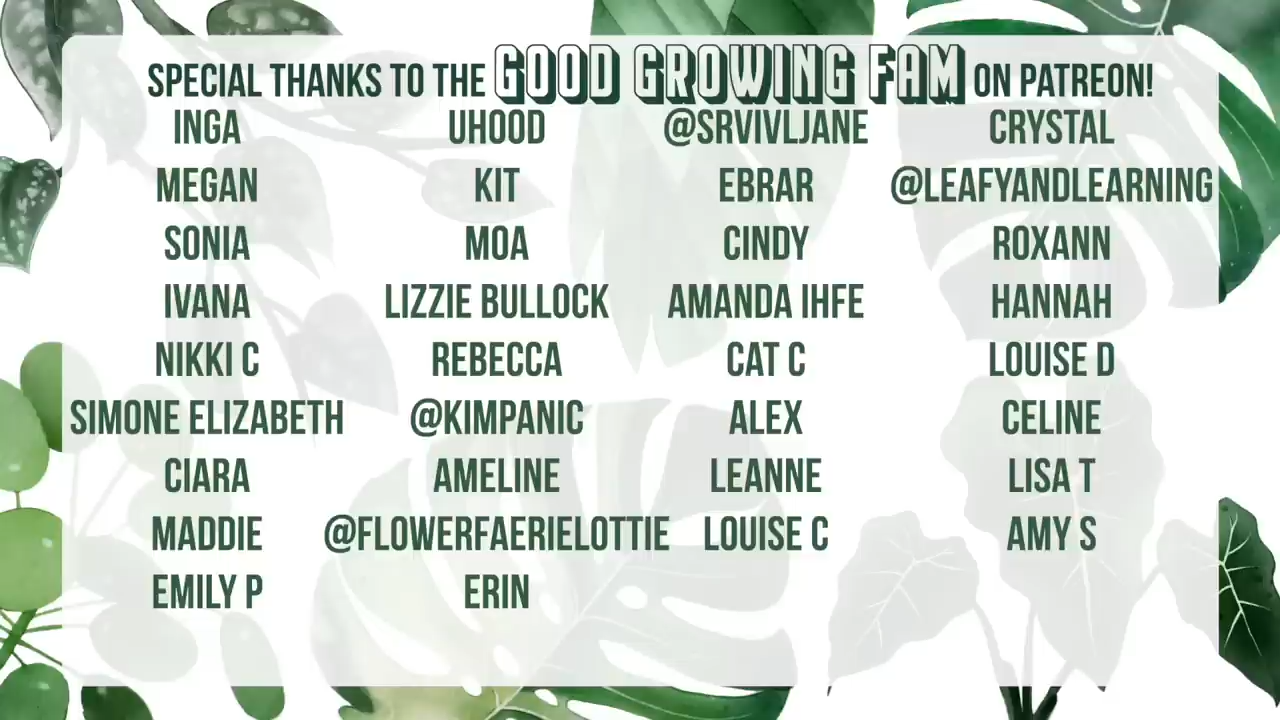 SPECIAL THANKS TO THE GOOD GROWING FAM ON PATREON!
INGA UHOOD @SRVIVLJANE CRYSTAL
MEGAN KIT EBRAR @LEAFYANDLEARNING
SONIA MOA CINDY ROXANN
IVANA LIZZIE BULLOCK AMANDA IHFE HANNAH
NIKKI C REBECCA CAT C LOUISE D
SIMONE ELIZABETH @KIMPANIC ALEX CELINE
CIARA AMELINE LEANNE LISA T
MADDIE @FLOWERFAERIELOTTIE LOUISE C AMY S
EMILY P ERIN